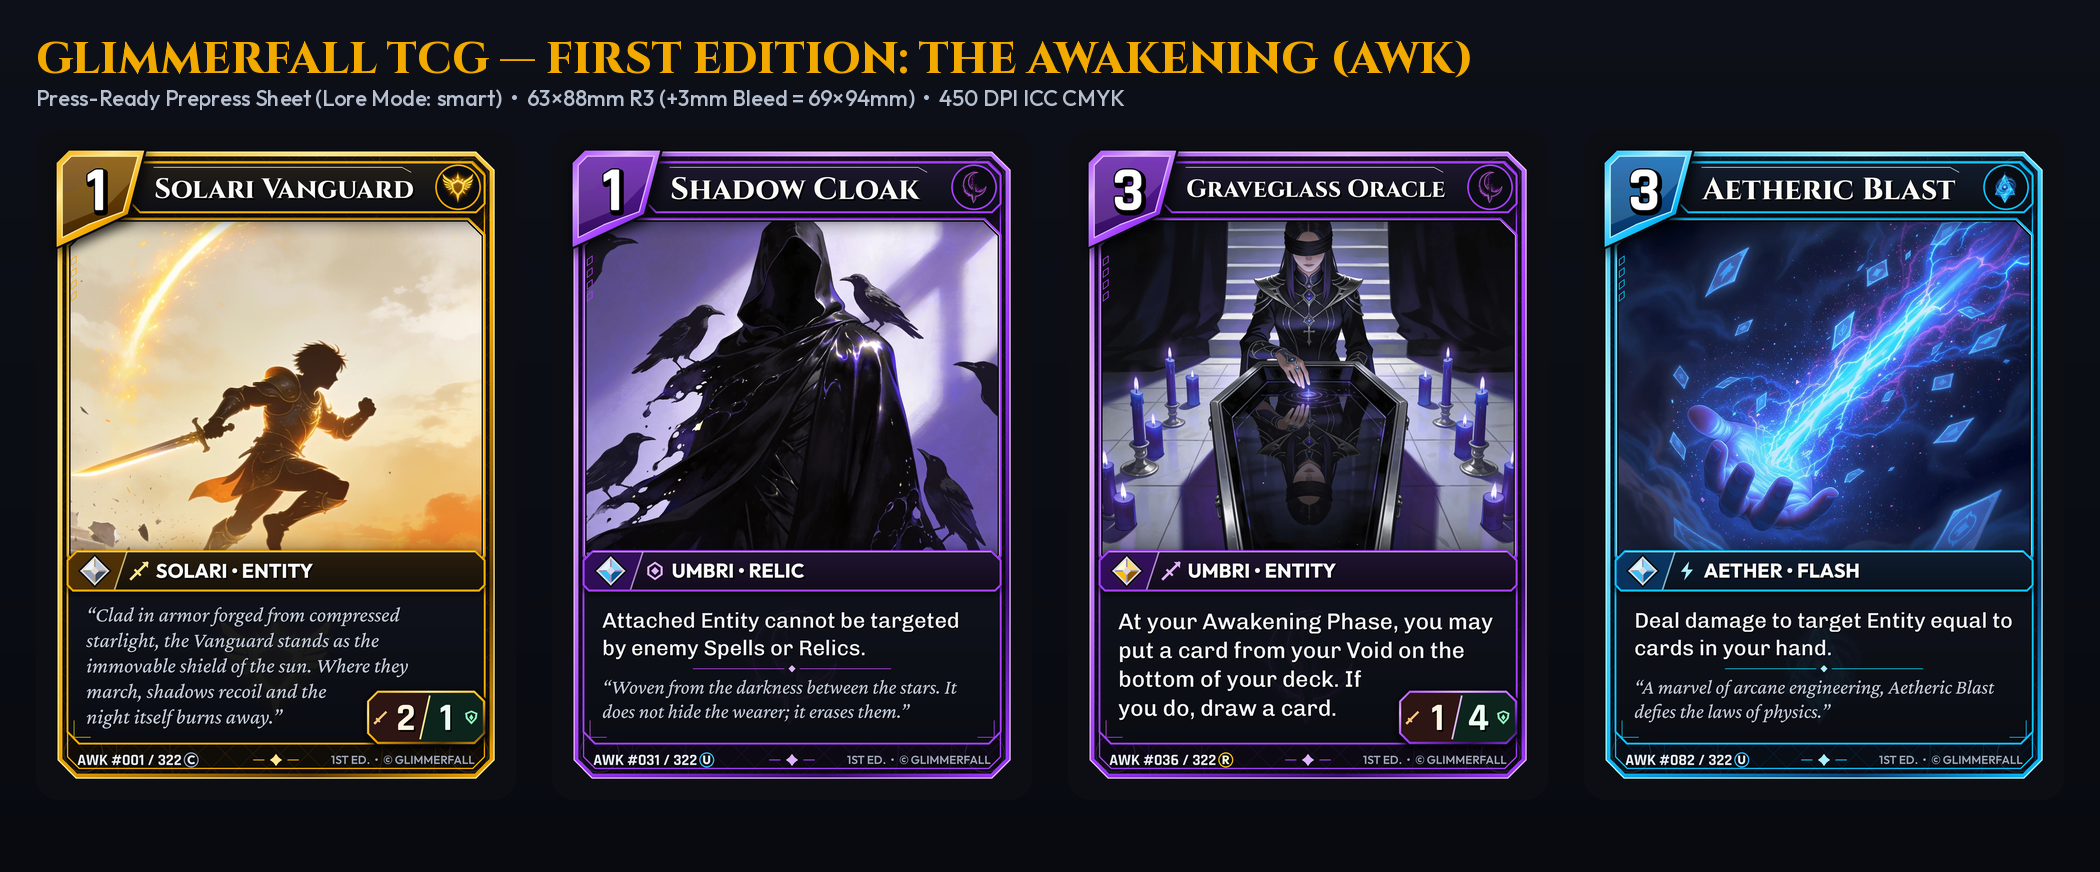 GLIMMERFALL TCG — FIRST EDITION: THE AWAKENING (AWK)
Press-Ready Prepress Sheet (Lore Mode: smart) • 63×88mm R3 (+3mm Bleed = 69×94mm) • 450 DPI ICC CMYK
1
SOLARI VANGUARD
SOLARI • ENTITY
“Clad in armor forged from compressed
starlight, the Vanguard stands as the
immovable shield of the sun. Where they
march, shadows recoil and the
night itself burns away.”
2 / 1
AWK #001 / 322 C
1ST ED. • © GLIMMERFALL
1
SHADOW CLOAK
UMBRI • RELIC
Attached Entity cannot be targeted
by enemy Spells or Relics.
“Woven from the darkness between the stars. It
does not hide the wearer; it erases them.”
AWK #031 / 322 U
1ST ED. • © GLIMMERFALL
3
GRAVEGLASS ORACLE
UMBRI • ENTITY
At your Awakening Phase, you may
put a card from your Void on the
bottom of your deck. If
you do, draw a card.
1 / 4
AWK #036 / 322 R
1ST ED. • © GLIMMERFALL
3
AETHERIC BLAST
AETHER • FLASH
Deal damage to target Entity equal to
cards in your hand.
“A marvel of arcane engineering, Aetheric Blast
defies the laws of physics.”
AWK #082 / 322 U
1ST ED. • © GLIMMERFALL